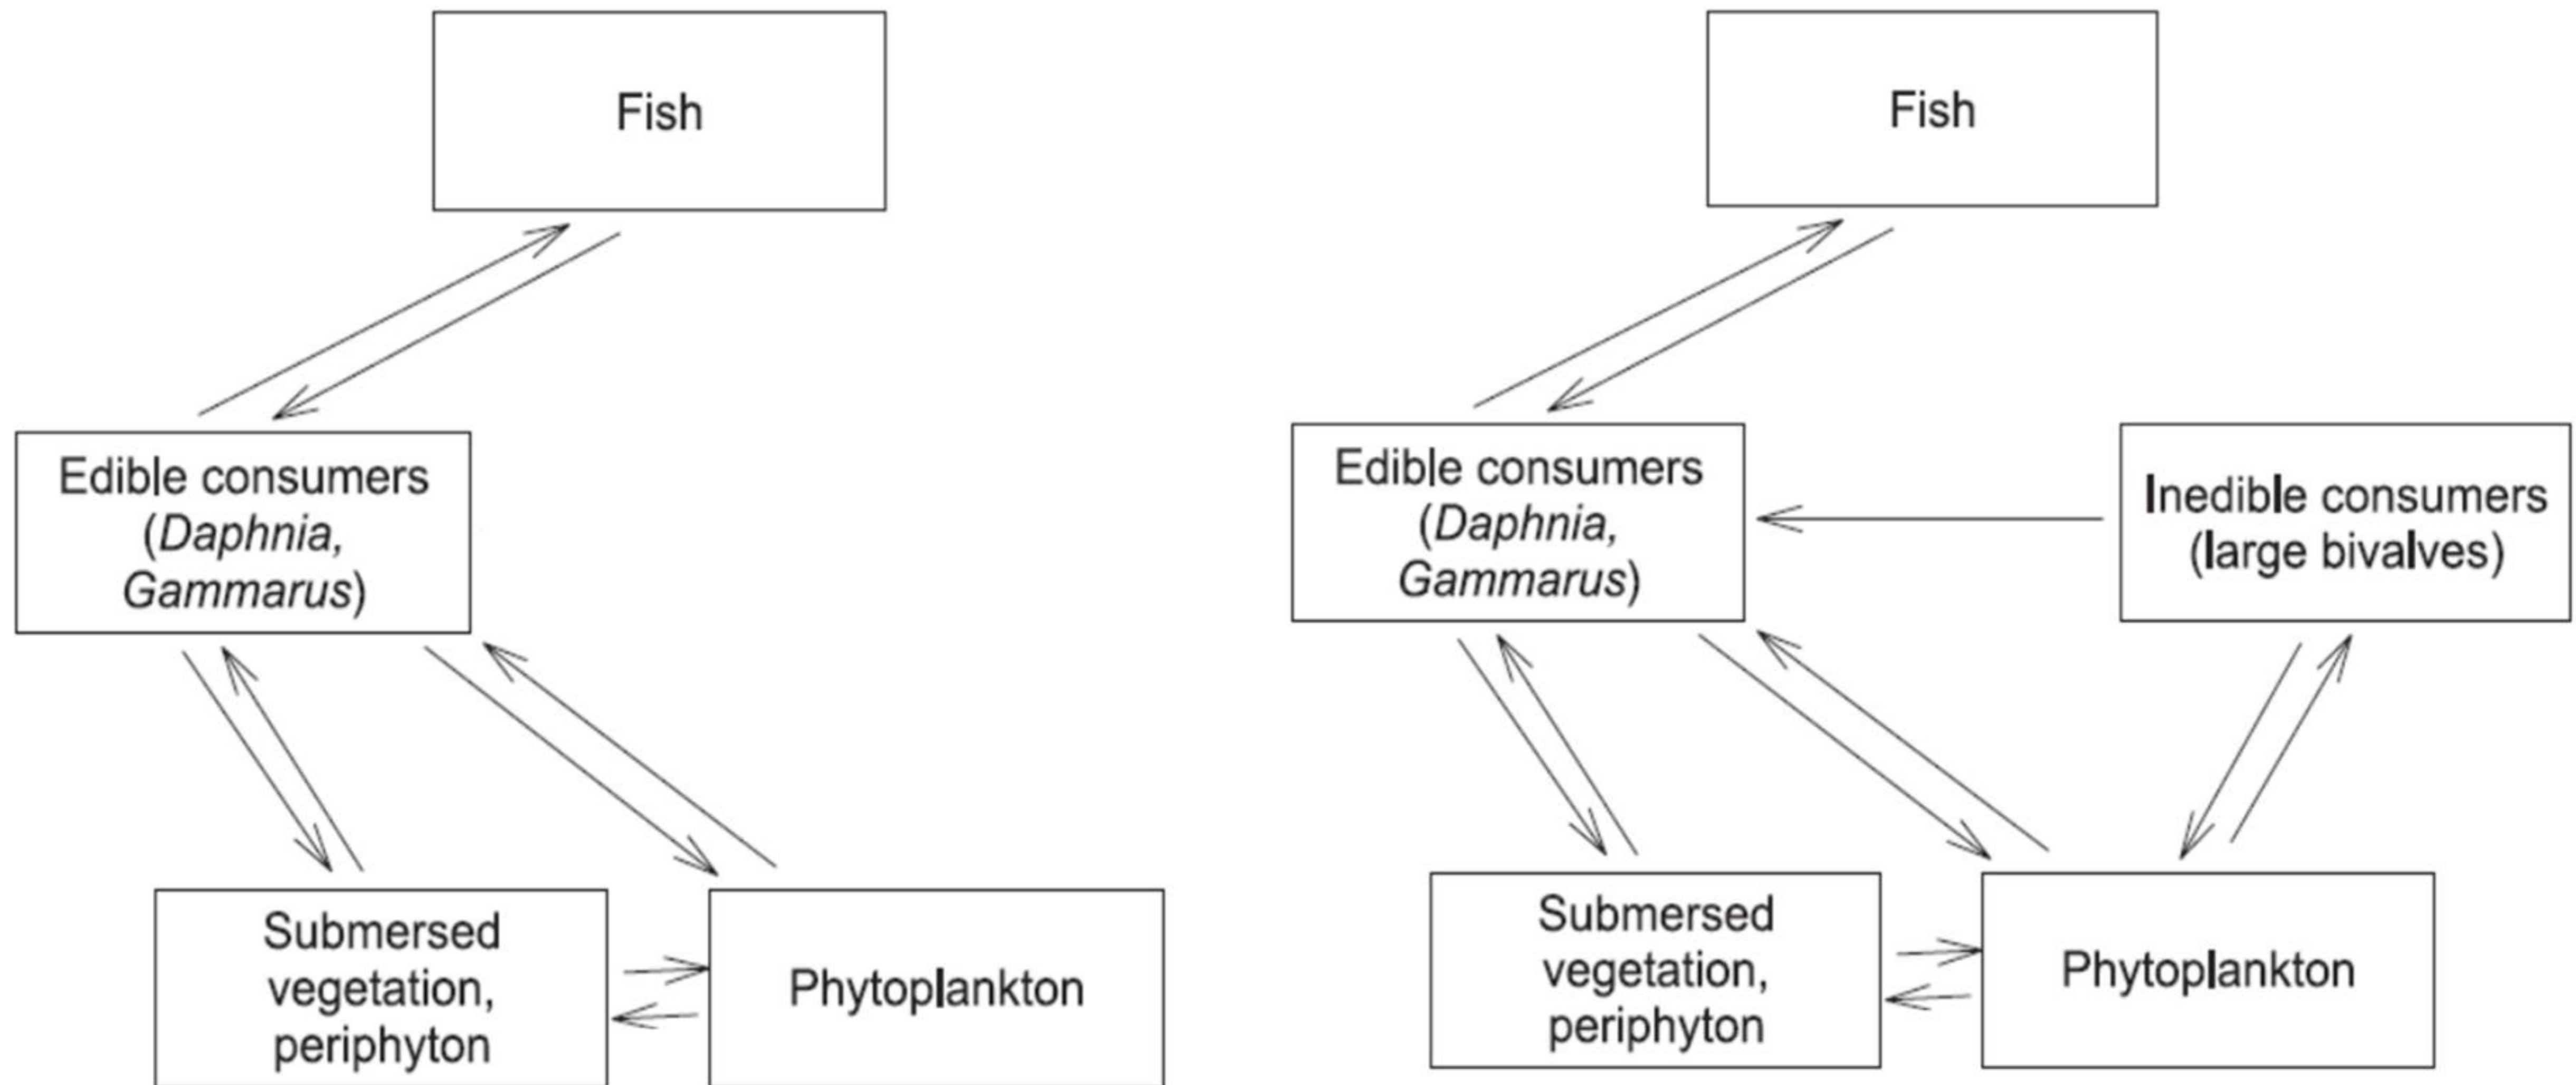 Fish
Edible consumers
(Daphnia,
Gammarus)
Submersed
vegetation,
periphyton
Phytoplankton
Fish
Edible consumers
(Daphnia,
Gammarus)
Inedible consumers
(large bivalves)
Submersed
vegetation,
periphyton
Phytoplankton